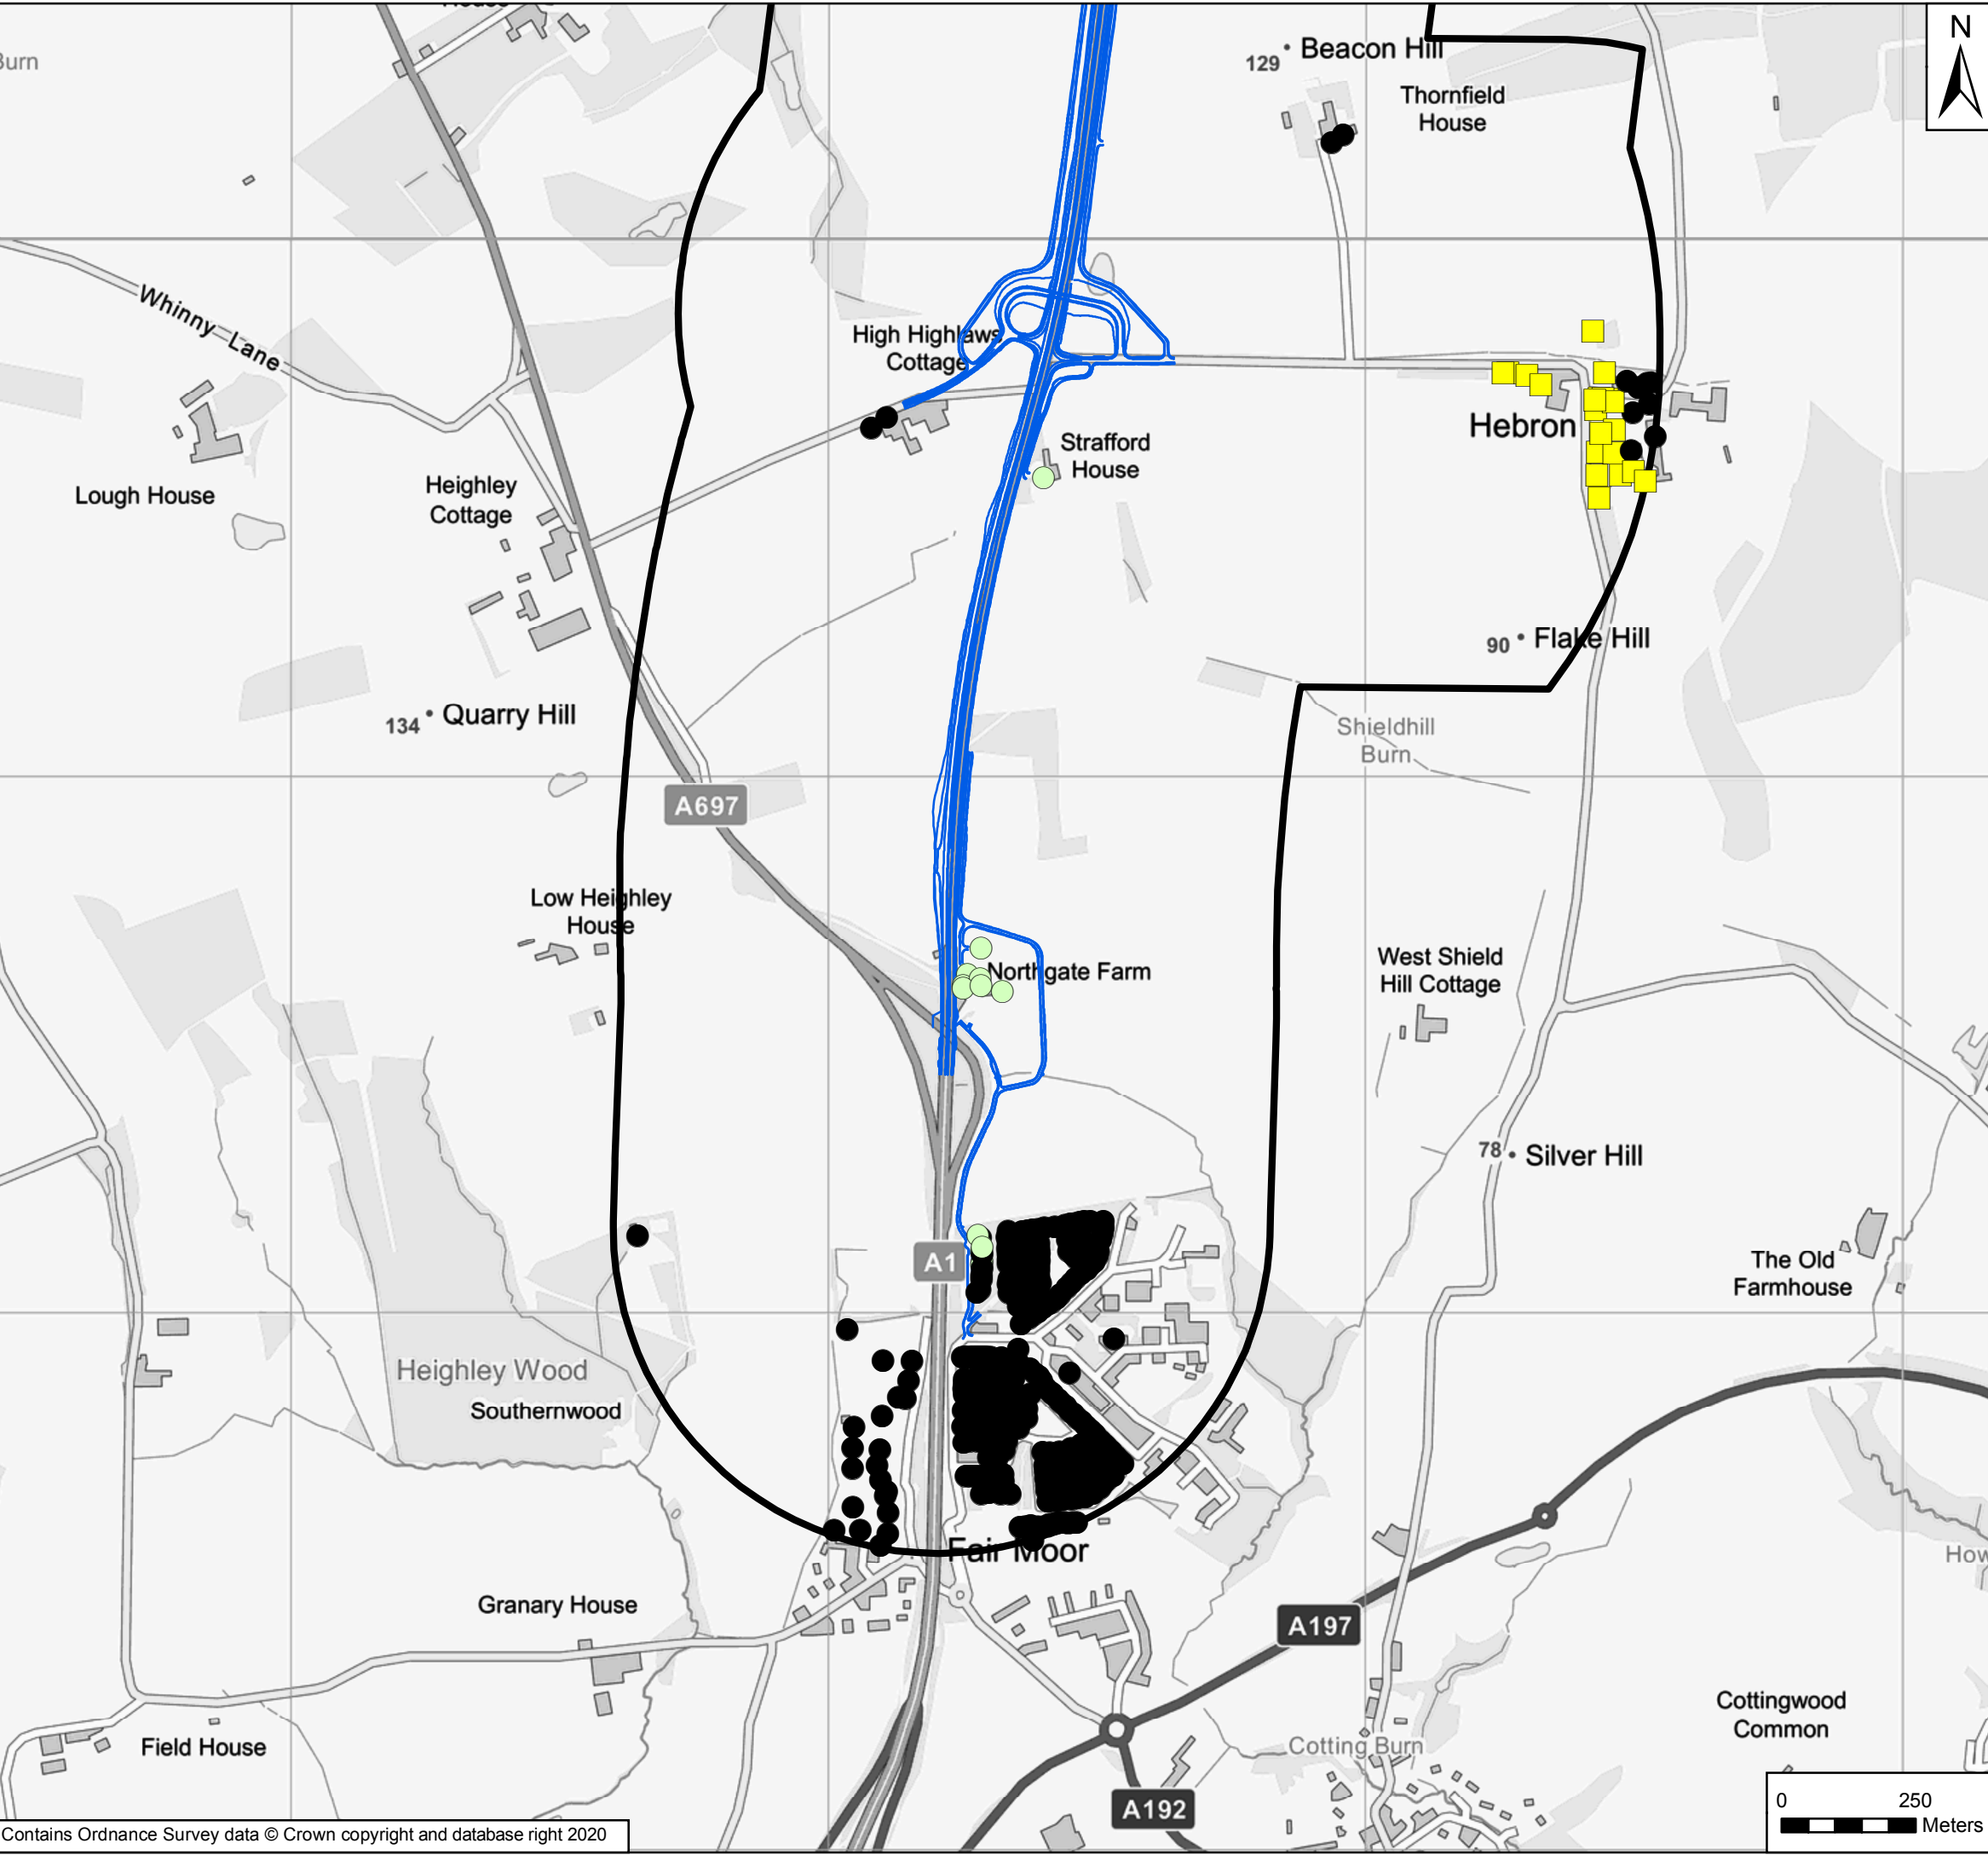 N
129
Beacon Hill
Thornfield
House
Whinny Lane
High Highlaws
Cottage
Strafford
House
Hebron
Lough House
Heighley
Cottage
90
Flake Hill
134
Quarry Hill
Shieldhill
Burn
A697
Low Heighley
House
Northgate Farm
West Shield
Hill Cottage
78
Silver Hill
A1
The Old
Farmhouse
Heighley Wood
Southernwood
Fair Moor
Granary House
A197
Cottingwood
Common
Field House
Cotting Burn
A192
0 250
Meters
Contains Ordnance Survey data © Crown copyright and database right 2020